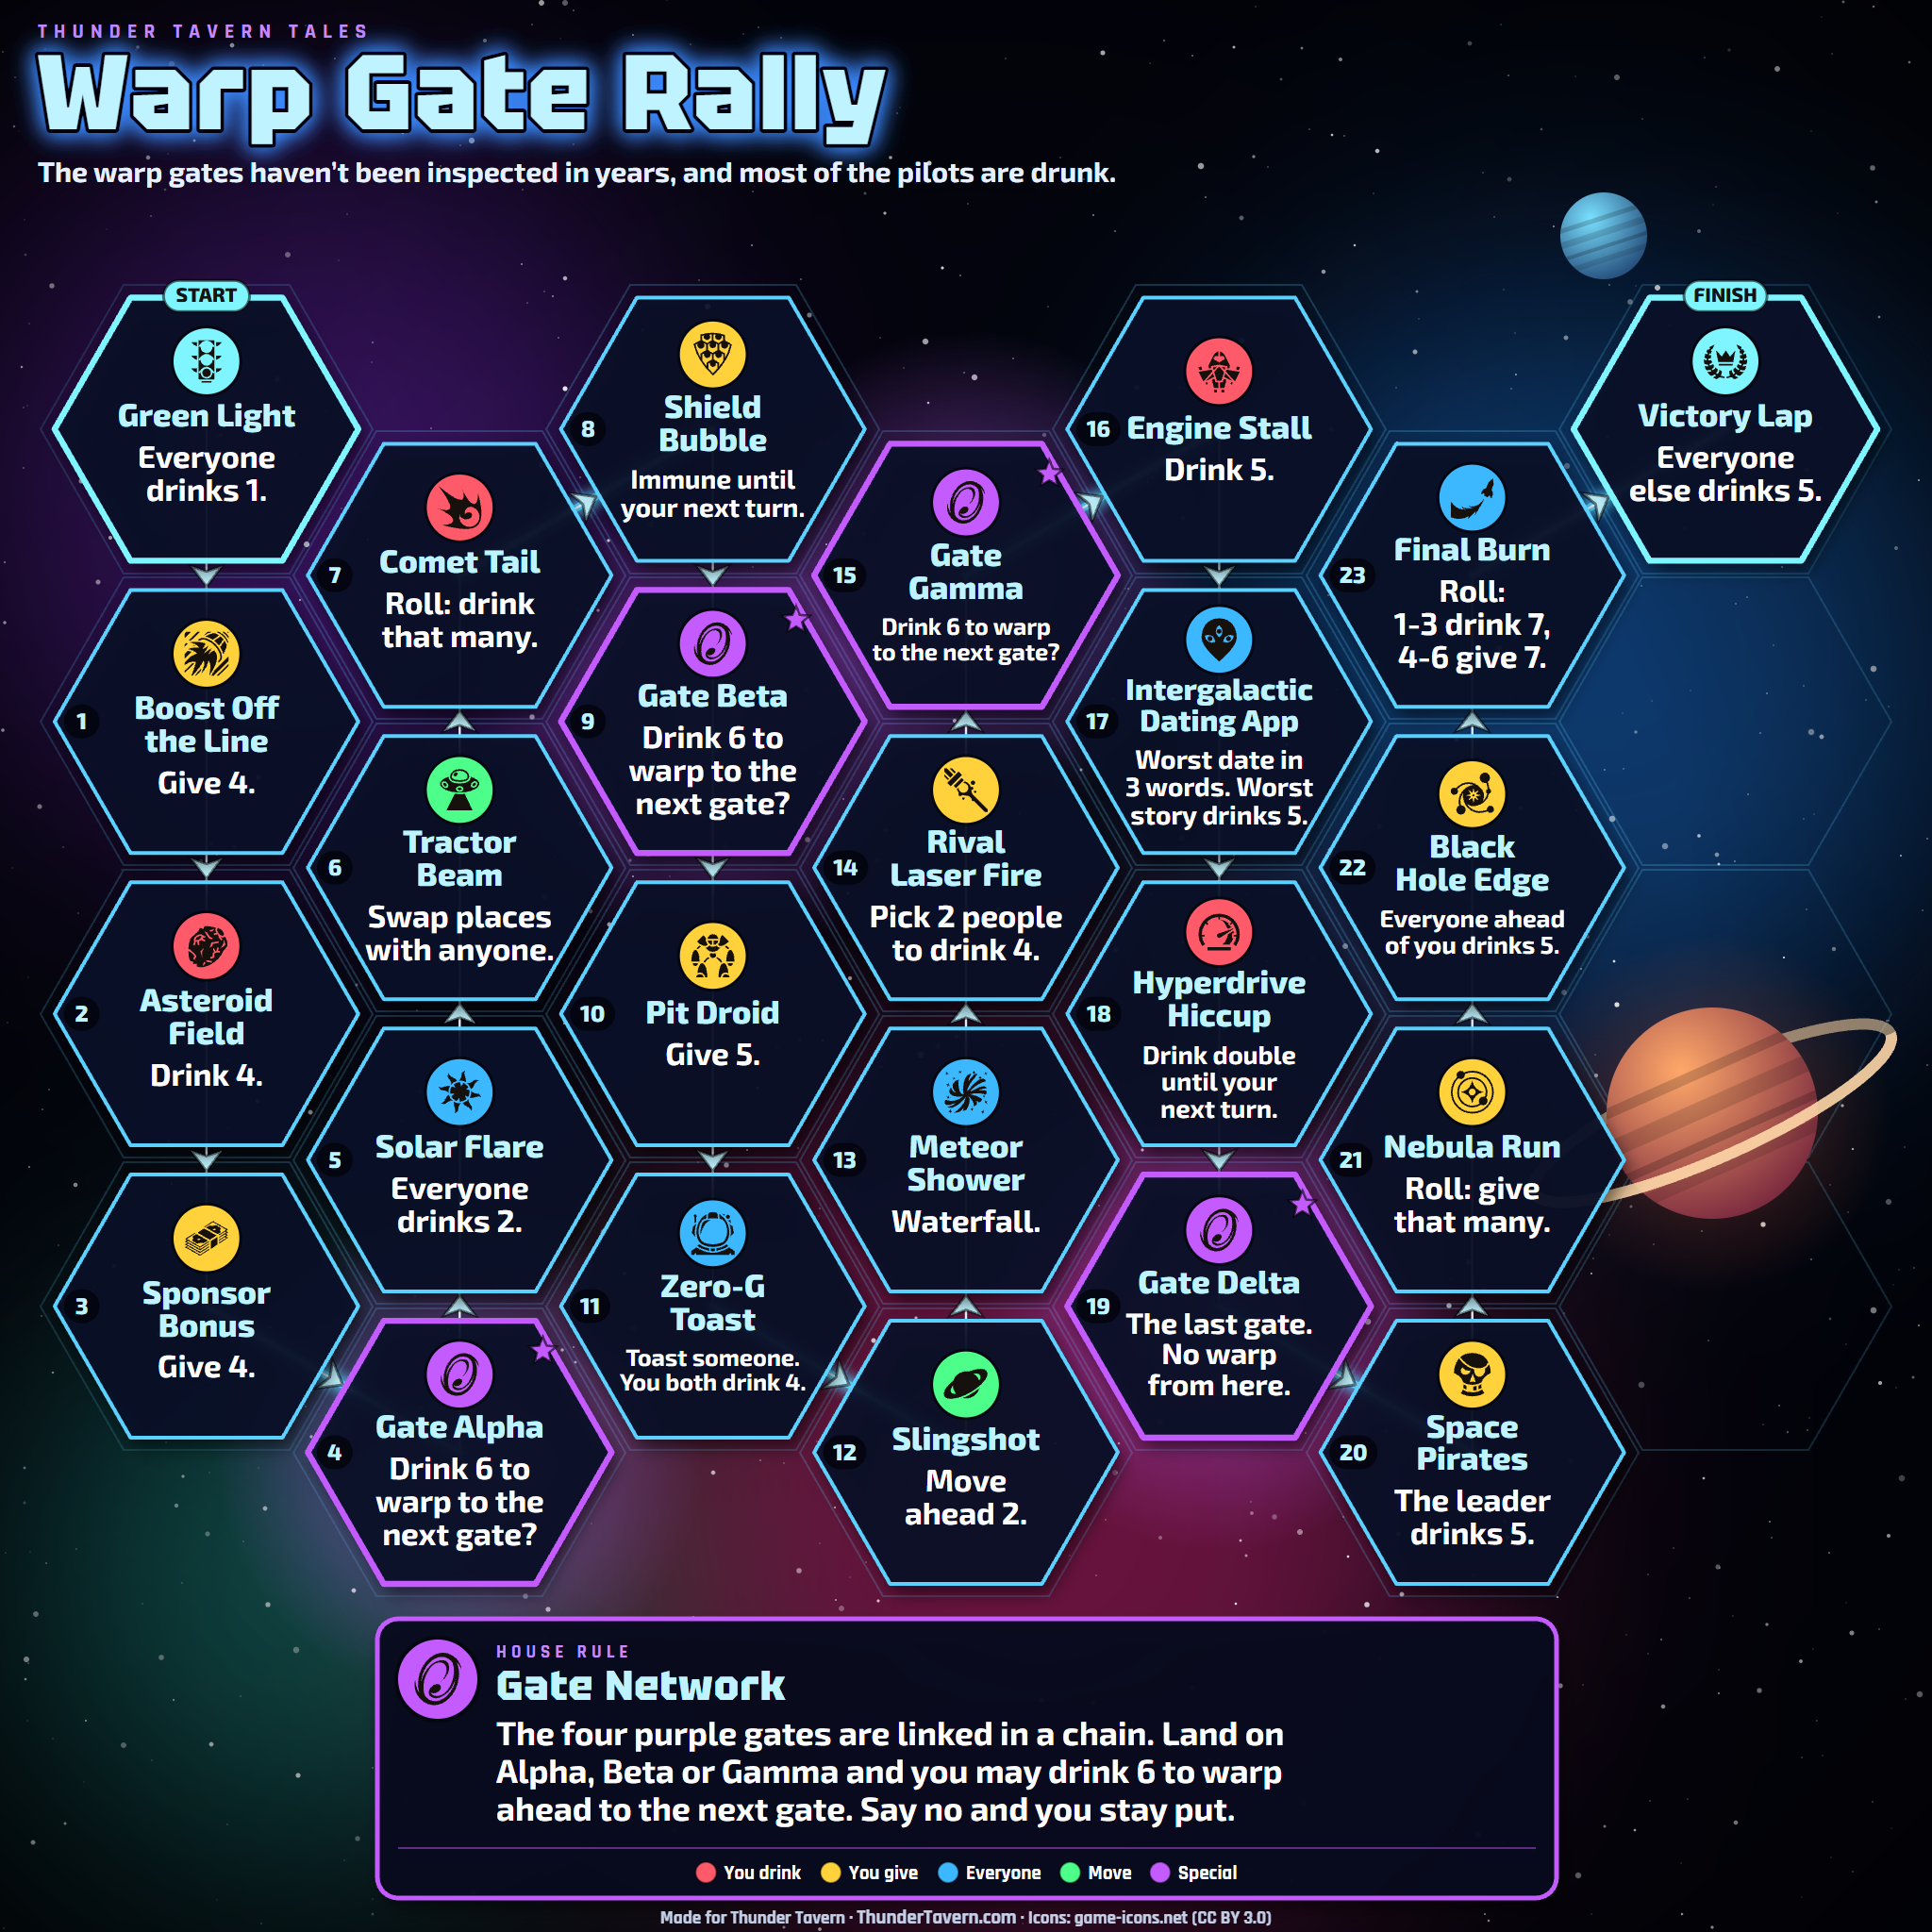 THUNDER TAVERN TALES
Warp Gate Rally
The warp gates haven't been inspected in years, and most of the pilots are drunk.
START
Green Light
Everyone
drinks 1.
1
Boost Off
the Line
Give 4.
2
Asteroid
Field
Drink 4.
3
Sponsor
Bonus
Give 4.
4
Gate Alpha
Drink 6 to
warp to the
next gate?
5
Solar Flare
Everyone
drinks 2.
6
Tractor
Beam
Swap places
with anyone.
7
Comet Tail
Roll: drink
that many.
8
Shield
Bubble
Immune until
your next turn.
9
Gate Beta
Drink 6 to
warp to the
next gate?
10
Pit Droid
Give 5.
11
Zero-G
Toast
Toast someone.
You both drink 4.
12
Slingshot
Move
ahead 2.
13
Meteor
Shower
Waterfall.
14
Rival
Laser Fire
Pick 2 people
to drink 4.
15
Gate
Gamma
Drink 6 to warp
to the next gate?
16
Engine Stall
Drink 5.
17
Intergalactic
Dating App
Worst date in
3 words. Worst
story drinks 5.
18
Hyperdrive
Hiccup
Drink double
until your
next turn.
19
Gate Delta
The last gate.
No warp
from here.
20
Space
Pirates
The leader
drinks 5.
21
Nebula Run
Roll: give
that many.
22
Black
Hole Edge
Everyone ahead
of you drinks 5.
23
Final Burn
Roll:
1-3 drink 7,
4-6 give 7.
FINISH
Victory Lap
Everyone
else drinks 5.
HOUSE RULE
Gate Network
The four purple gates are linked in a chain. Land on
Alpha, Beta or Gamma and you may drink 6 to warp
ahead to the next gate. Say no and you stay put.
You drink You give Everyone Move Special
Made for Thunder Tavern · ThunderTavern.com · Icons: game-icons.net (CC BY 3.0)